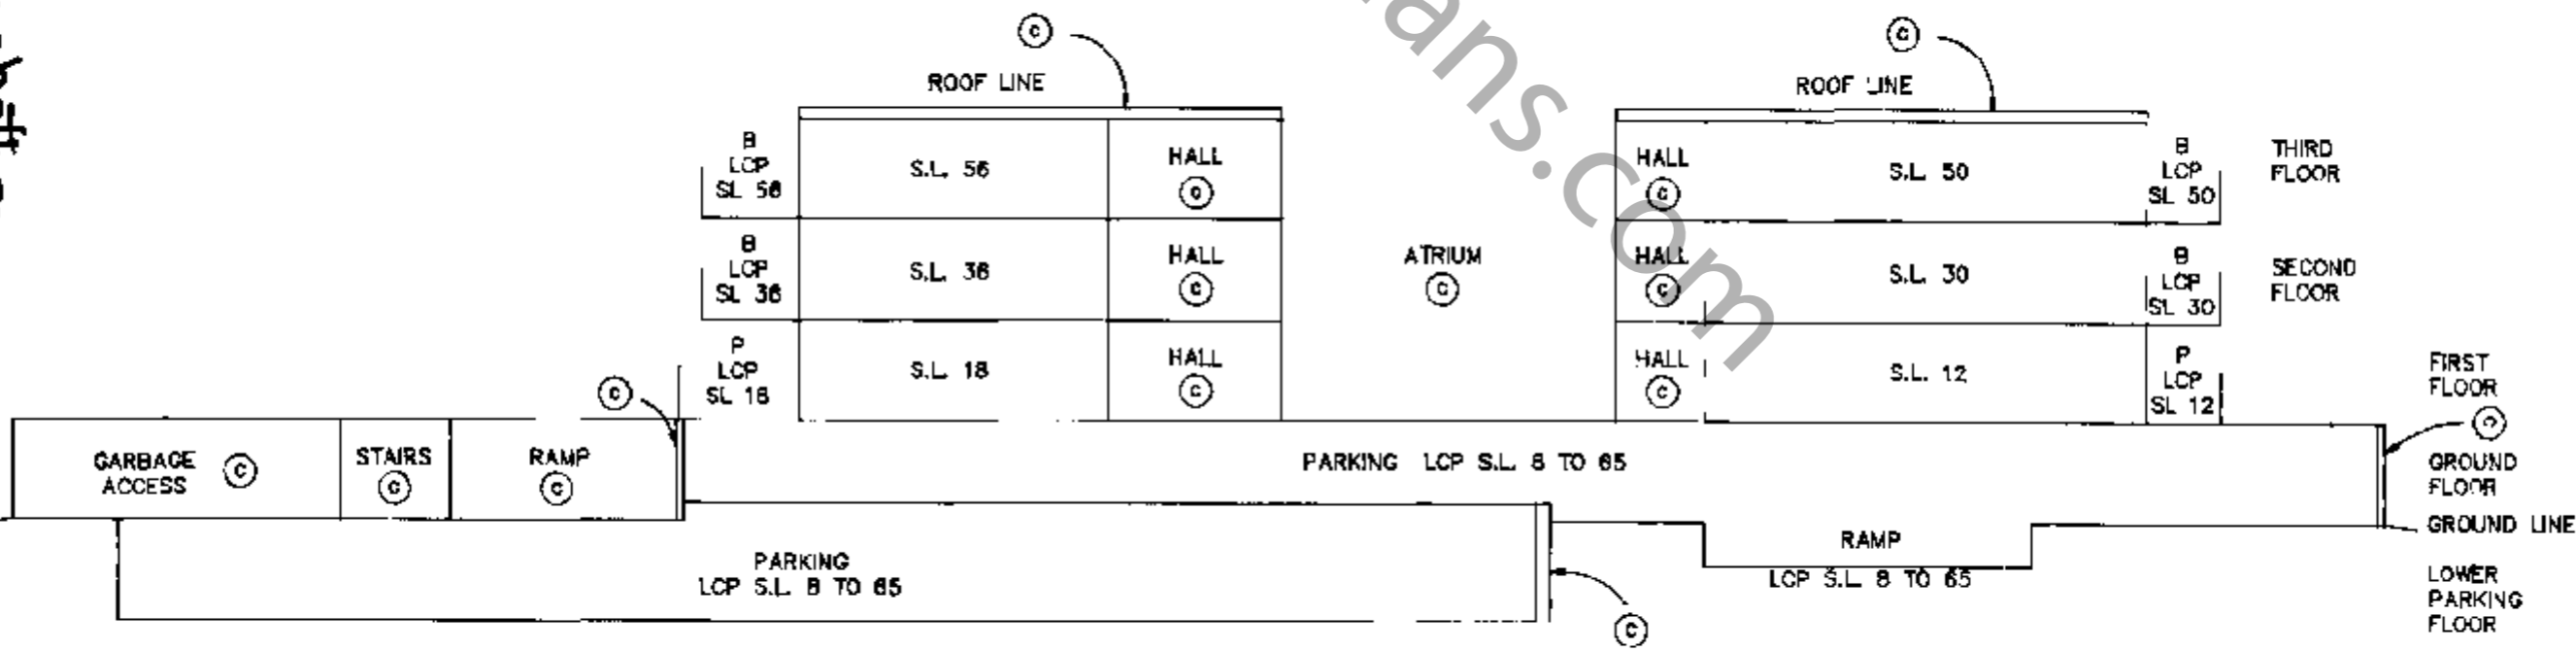 ans.com
C
C
ROOF LINE
ROOF LINE
B
LCP
SL 56
S.L. 56
HALL
C
HALL
C
S.L. 50
B
LCP
SL 50
THIRD
FLOOR
B
LCP
SL 36
S.L. 36
HALL
C
ATRIUM
C
HALL
C
S.L. 30
B
LCP
SL 30
SECOND
FLOOR
P
LCP
SL 18
S.L. 18
HALL
C
HALL
C
S.L. 12
P
LCP
SL 12
FIRST
FLOOR
C
C
GARBAGE
ACCESS
C
STAIRS
C
RAMP
C
PARKING LCP S.L. 8 TO 65
GROUND
FLOOR
GROUND LINE
PARKING
LCP S.L. 8 TO 65
RAMP
LCP S.L. 8 TO 65
C
LOWER
PARKING
FLOOR